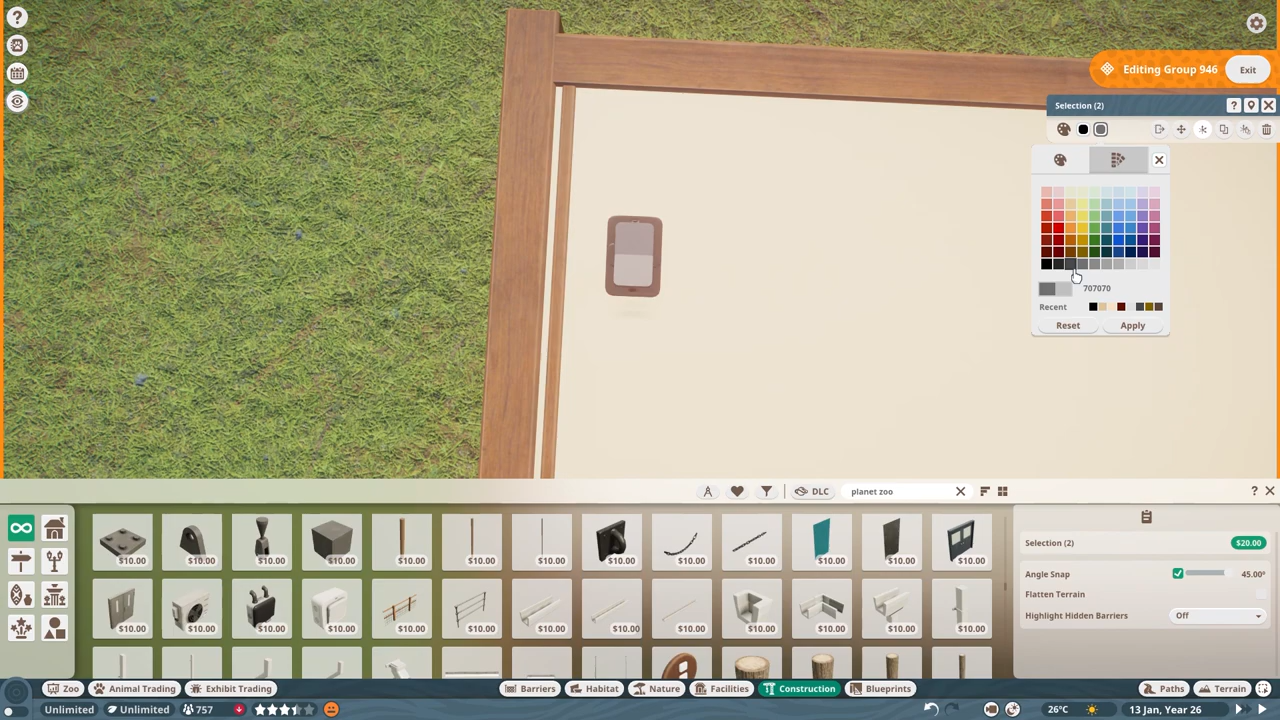 Editing Group 946
Exit
Selection (2)
?
707070
Recent
Reset
Apply
DLC
planet zoo
?
$10.00 $10.00 $10.00 $10.00 $10.00 $10.00 $10.00 $10.00 $10.00 $10.00 $10.00 $10.00 $10.00
$10.00 $10.00 $10.00 $10.00 $10.00 $10.00 $10.00 $10.00 $10.00 $10.00 $10.00 $10.00 $10.00
Selection (2)
$20.00
Angle Snap
45.00°
Flatten Terrain
Highlight Hidden Barriers
Off
Zoo
Animal Trading
Exhibit Trading
Barriers
Habitat
Nature
Facilities
Construction
Blueprints
Paths
Terrain
Unlimited
Unlimited
757
26°C
13 Jan, Year 26